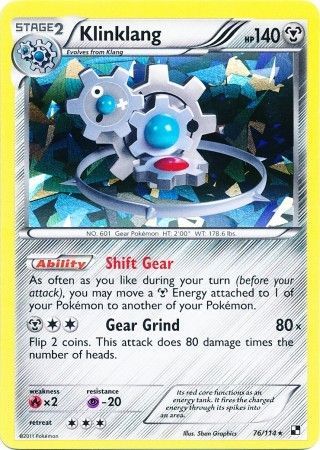 STAGE2 Klinklang HP140
Evolves from Klang
NO. 601 Gear Pokémon HT: 2'00" WT: 178.6 lbs.
Ability Shift Gear
As often as you like during your turn (before your
attack), you may move a Energy attached to 1 of
your Pokémon to another of your Pokémon.
Gear Grind 80x
Flip 2 coins. This attack does 80 damage times the
number of heads.
weakness resistance
×2 -20
retreat
Its red core functions as an
energy tank. It fires the charged
energy through its spikes into
an area.
©2011 Pokémon Illus. 5ban Graphics 76/114